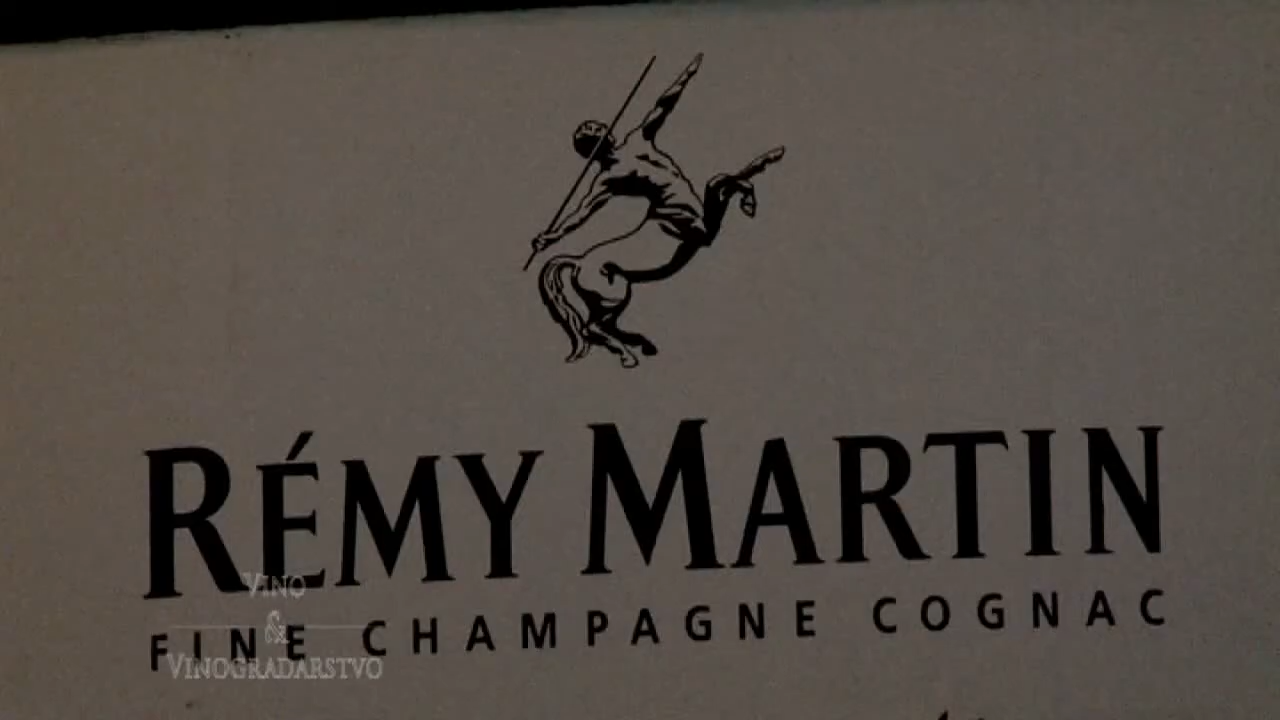 RÉMY MARTIN
FINE CHAMPAGNE COGNAC
VINO
&
VINOGRADARSTVO